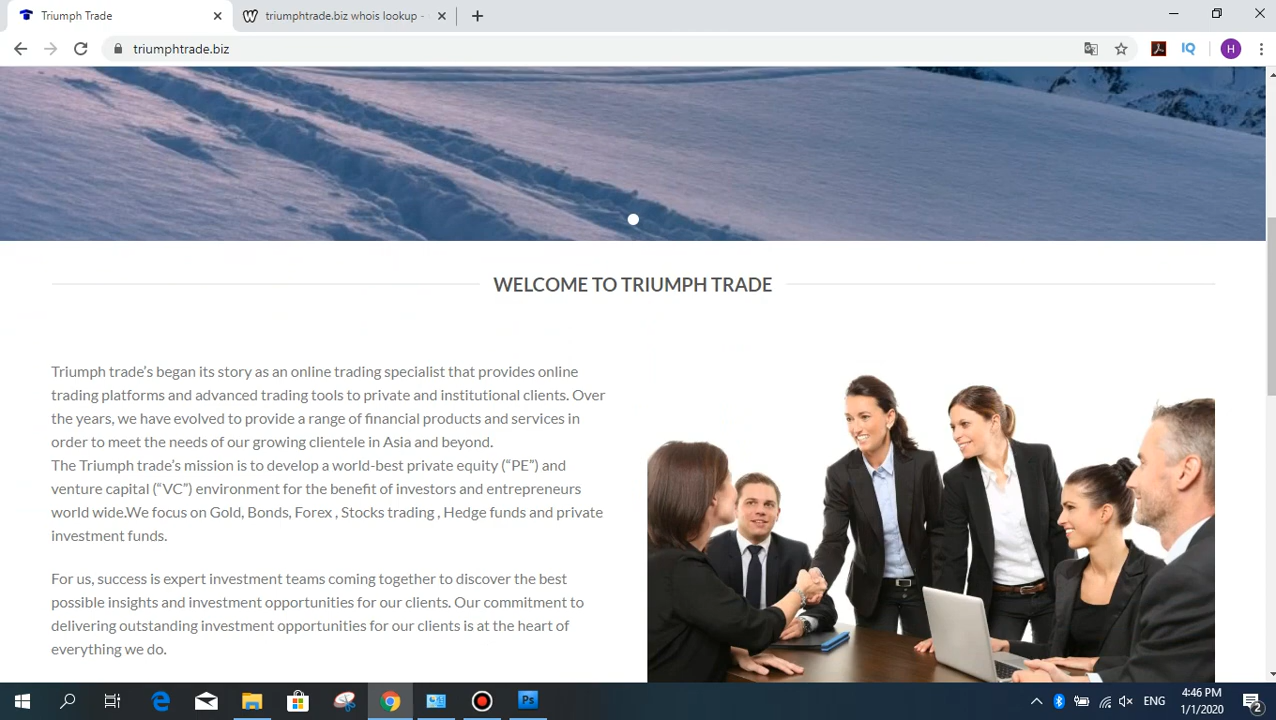 Triumph Trade
triumphtrade.biz whois lookup -
triumphtrade.biz
IQ
H
WELCOME TO TRIUMPH TRADE
Triumph trade's began its story as an online trading specialist that provides online
trading platforms and advanced trading tools to private and institutional clients. Over
the years, we have evolved to provide a range of financial products and services in
order to meet the needs of our growing clientele in Asia and beyond.
The Triumph trade's mission is to develop a world-best private equity (“PE”) and
venture capital (“VC”) environment for the benefit of investors and entrepreneurs
world wide.We focus on Gold, Bonds, Forex , Stocks trading , Hedge funds and private
investment funds.
For us, success is expert investment teams coming together to discover the best
possible insights and investment opportunities for our clients. Our commitment to
delivering outstanding investment opportunities for our clients is at the heart of
everything we do.
Ps
ENG
4:46 PM
1/1/2020
2